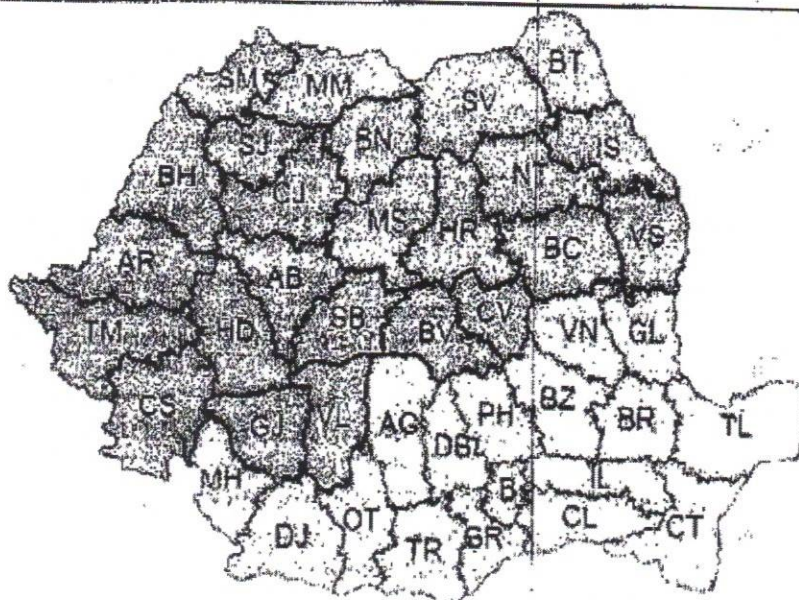 BT
SM
MM
SV
SJ
BN
IS
BH
CJ
NT
MS
HR
BC
VS
AR
AB
TM
HD
SB
BV
CV
VN
GL
CS
GJ
VL
AG
PH
BZ
BR
TL
DB
MH
B
IL
OT
CL
CT
DJ
TR
GR